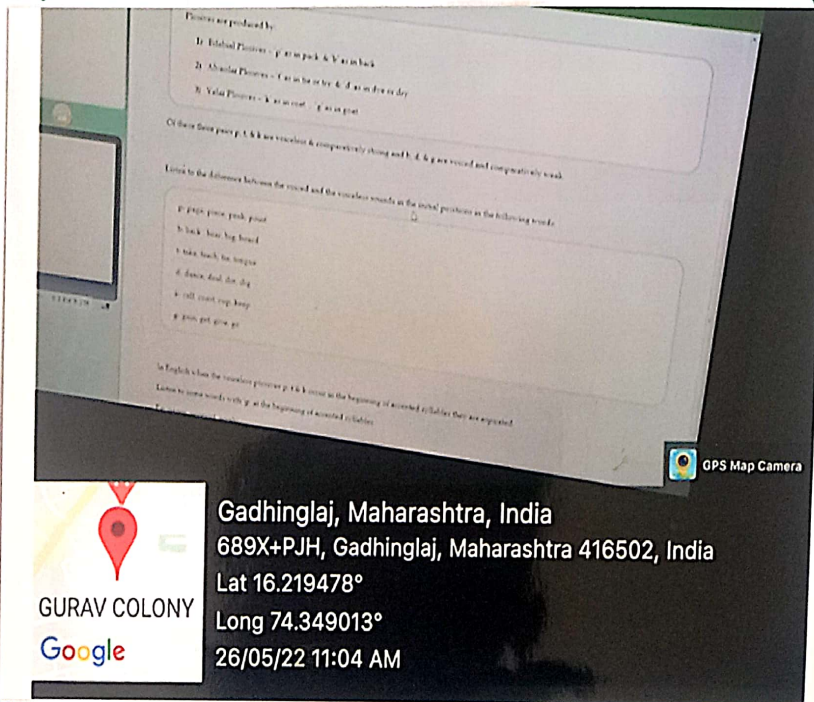 Plosives are produced by
1) Bilabial Plosives - 'p' as in pack & 'b' as in back
2) Alveolar Plosives - 't' as in tie or try & 'd' as in dye or dry
3) Velar Plosives - 'k' as in coat - 'g' as in goat
Of these three pairs p, t, & k are voiceless & comparatively strong and b, d, & g are voiced and comparatively weak
Listen to the difference between the voiced and the voiceless sounds in the initial positions in the following words
p- page, piece, push, point
b- back, bear, big, board
t- take, teach, tie, tongue
d- dance, deal, die, dig
k- call, court, cup, keep
g- gain, get, give, go
In English when the voiceless plosives p, t & k occur in the beginning of accented syllables they are aspirated
Listen to some words with 'p' at the beginning of accented syllables
GPS Map Camera
Gadhinglaj, Maharashtra, India
689X+PJH, Gadhinglaj, Maharashtra 416502, India
Lat 16.219478°
Long 74.349013°
26/05/22 11:04 AM
GURAV COLONY
Google